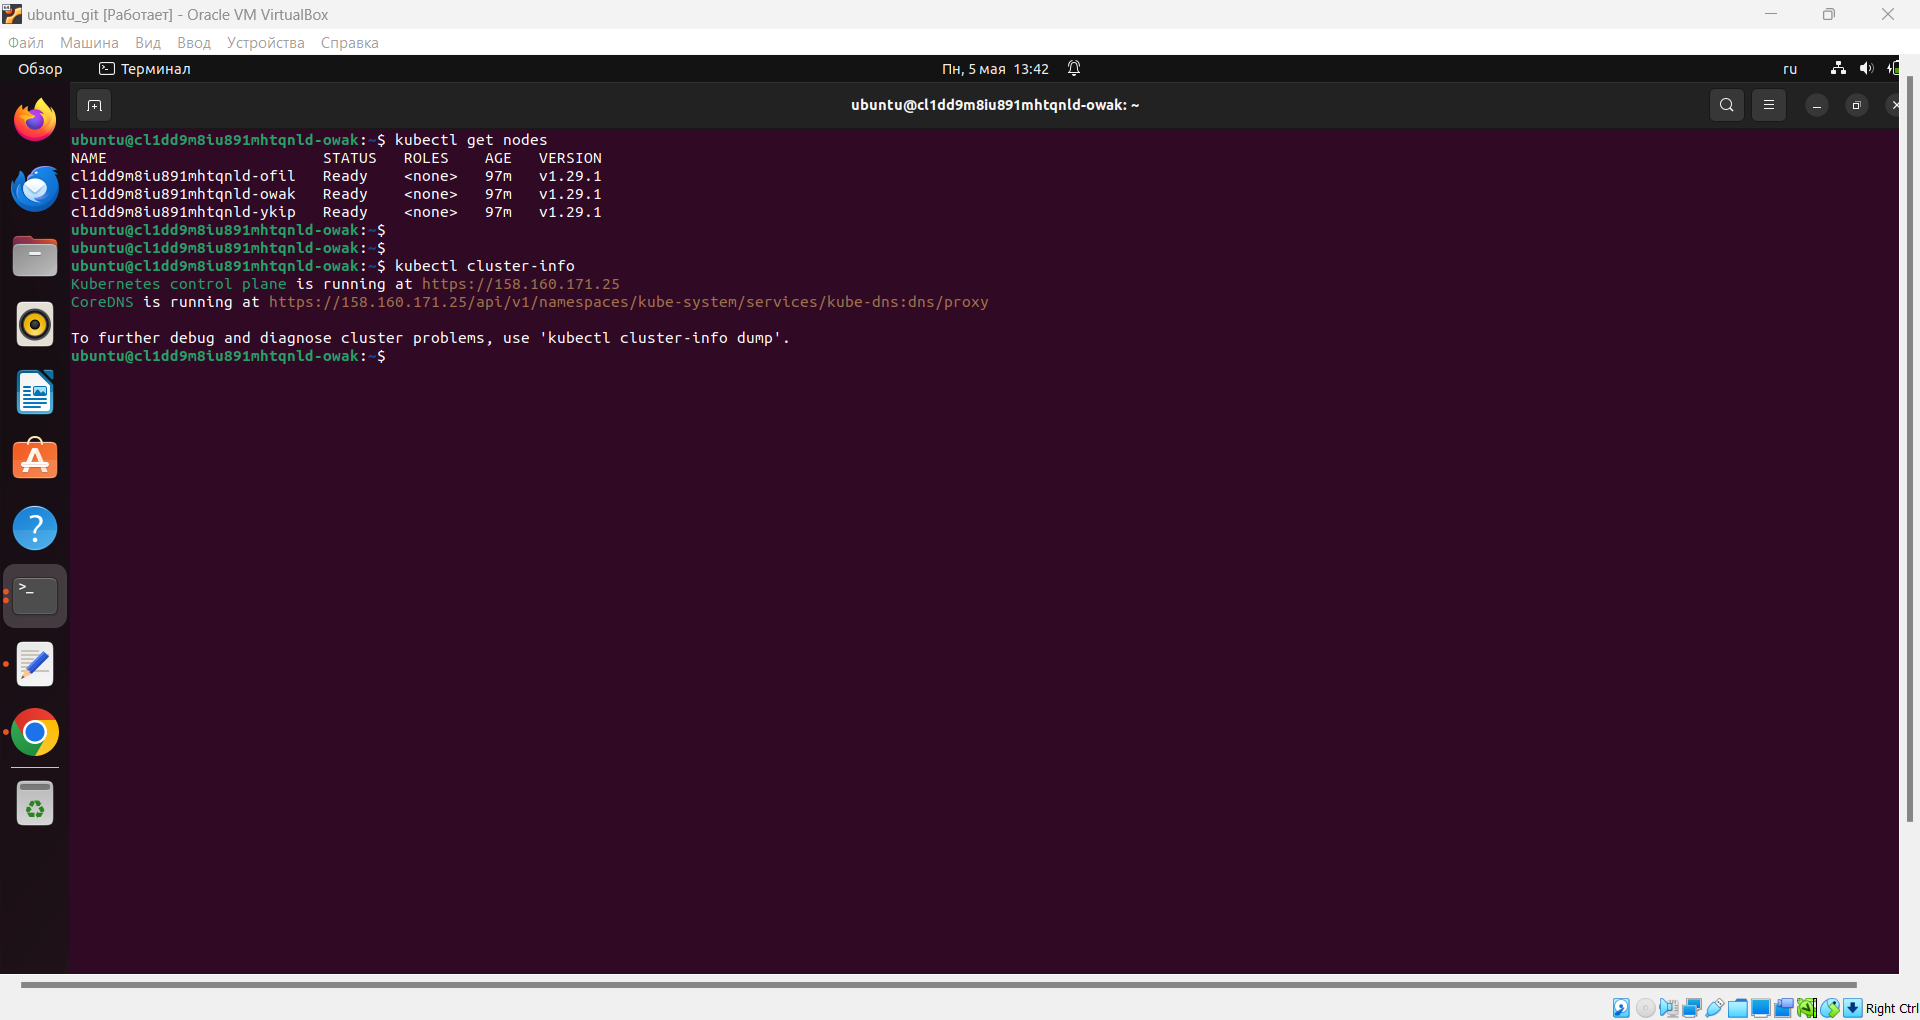 ubuntu_git [Работает] - Oracle VM VirtualBox
Файл Машина Вид Ввод Устройства Справка
Обзор Терминал Пн, 5 мая 13:42 ru
ubuntu@cl1dd9m8iu891mhtqnld-owak: ~
ubuntu@cl1dd9m8iu891mhtqnld-owak:~$ kubectl get nodes
NAME STATUS ROLES AGE VERSION
cl1dd9m8iu891mhtqnld-ofil Ready <none> 97m v1.29.1
cl1dd9m8iu891mhtqnld-owak Ready <none> 97m v1.29.1
cl1dd9m8iu891mhtqnld-ykip Ready <none> 97m v1.29.1
ubuntu@cl1dd9m8iu891mhtqnld-owak:~$
ubuntu@cl1dd9m8iu891mhtqnld-owak:~$
ubuntu@cl1dd9m8iu891mhtqnld-owak:~$ kubectl cluster-info
Kubernetes control plane is running at https://158.160.171.25
CoreDNS is running at https://158.160.171.25/api/v1/namespaces/kube-system/services/kube-dns:dns/proxy
To further debug and diagnose cluster problems, use 'kubectl cluster-info dump'.
ubuntu@cl1dd9m8iu891mhtqnld-owak:~$
Right Ctrl